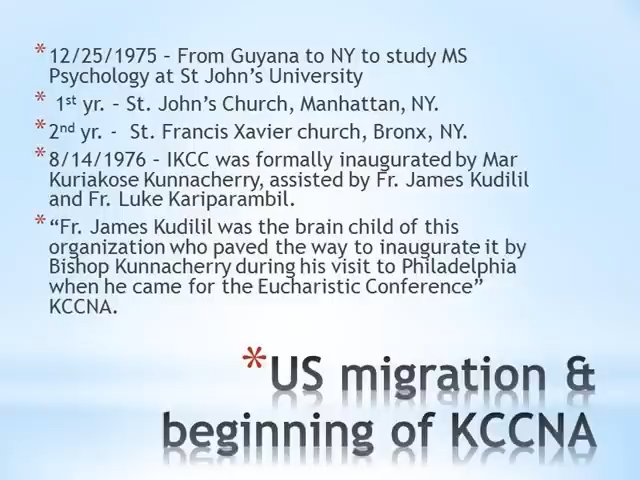 * 12/25/1975 – From Guyana to NY to study MS
Psychology at St John’s University
* 1st yr. – St. John’s Church, Manhattan, NY.
* 2nd yr. - St. Francis Xavier church, Bronx, NY.
* 8/14/1976 – IKCC was formally inaugurated by Mar
Kuriakose Kunnacherry, assisted by Fr. James Kudilil
and Fr. Luke Kariparambil.
* “Fr. James Kudilil was the brain child of this
organization who paved the way to inaugurate it by
Bishop Kunnacherry during his visit to Philadelphia
when he came for the Eucharistic Conference”
KCCNA.
*US migration &
beginning of KCCNA